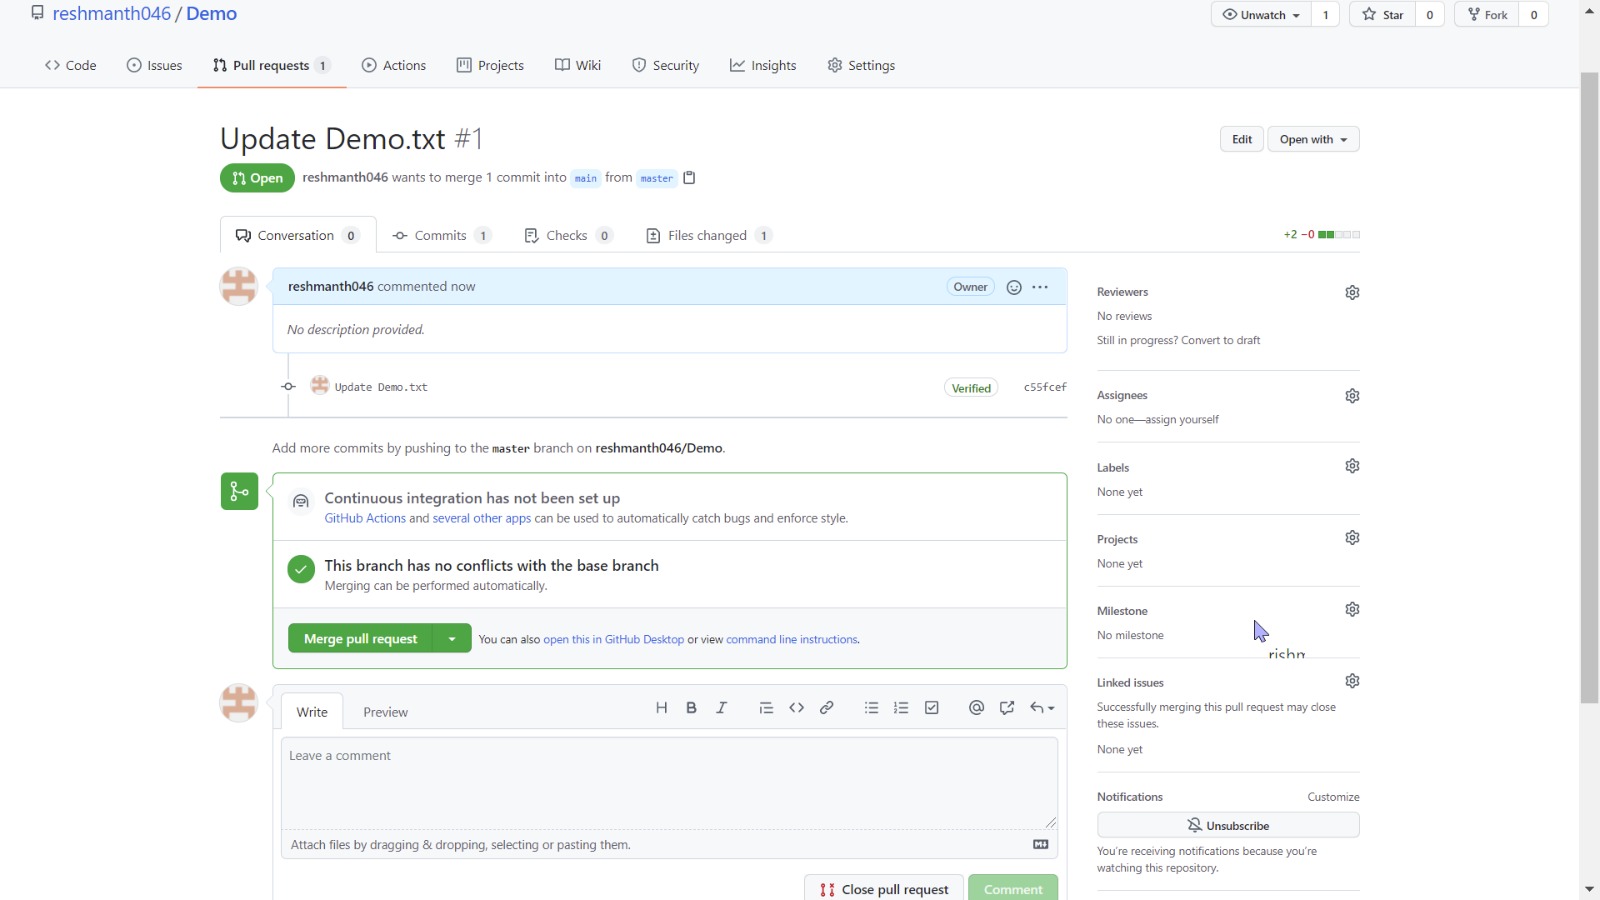 reshmanth046 / Demo
Unwatch 1 Star 0 Fork 0
Code Issues Pull requests 1 Actions Projects Wiki Security Insights Settings
Update Demo.txt #1
Edit Open with
Open reshmanth046 wants to merge 1 commit into main from master
Conversation 0 Commits 1 Checks 0 Files changed 1
+2 −0
reshmanth046 commented now Owner
No description provided.
Update Demo.txt Verified c55fcef
Add more commits by pushing to the master branch on reshmanth046/Demo.
Continuous integration has not been set up
GitHub Actions and several other apps can be used to automatically catch bugs and enforce style.
This branch has no conflicts with the base branch
Merging can be performed automatically.
Merge pull request You can also open this in GitHub Desktop or view command line instructions.
Write Preview
H B I
Leave a comment
Attach files by dragging & dropping, selecting or pasting them.
Close pull request Comment
Reviewers
No reviews
Still in progress? Convert to draft
Assignees
No one—assign yourself
Labels
None yet
Projects
None yet
Milestone
No milestone
Linked issues
Successfully merging this pull request may close
these issues.
None yet
Notifications Customize
Unsubscribe
You're receiving notifications because you're
watching this repository.